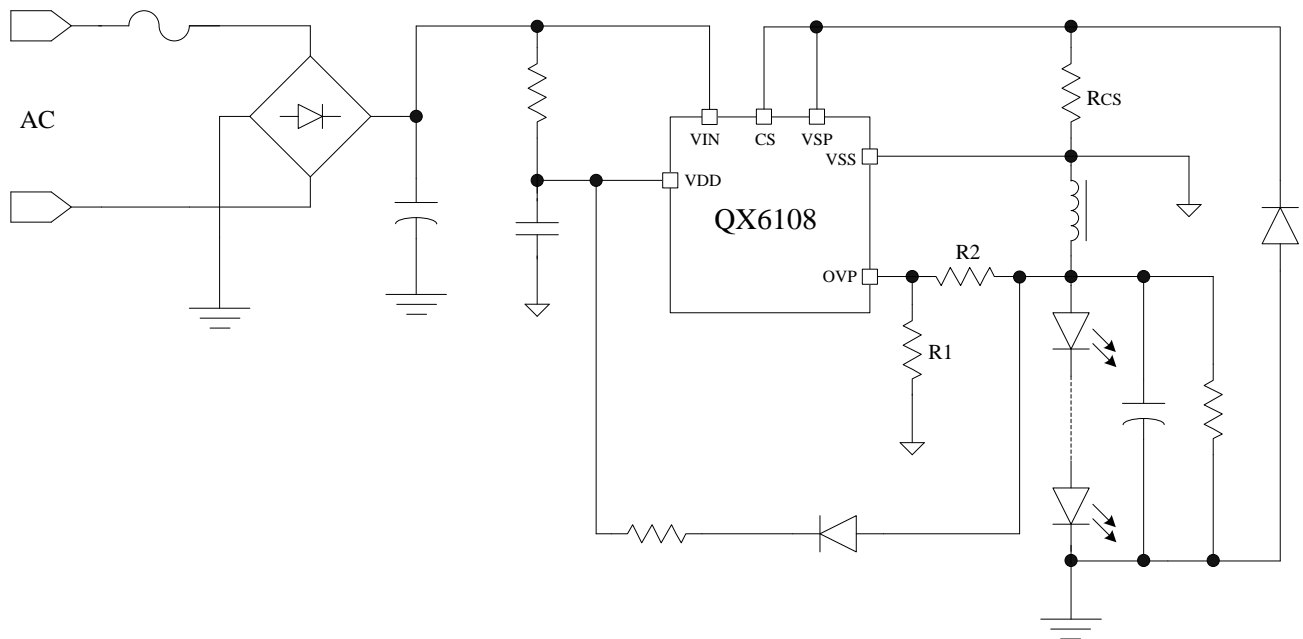 AC
RCS
VIN
CS
VSP
VSS
VDD
QX6108
R2
OVP
R1